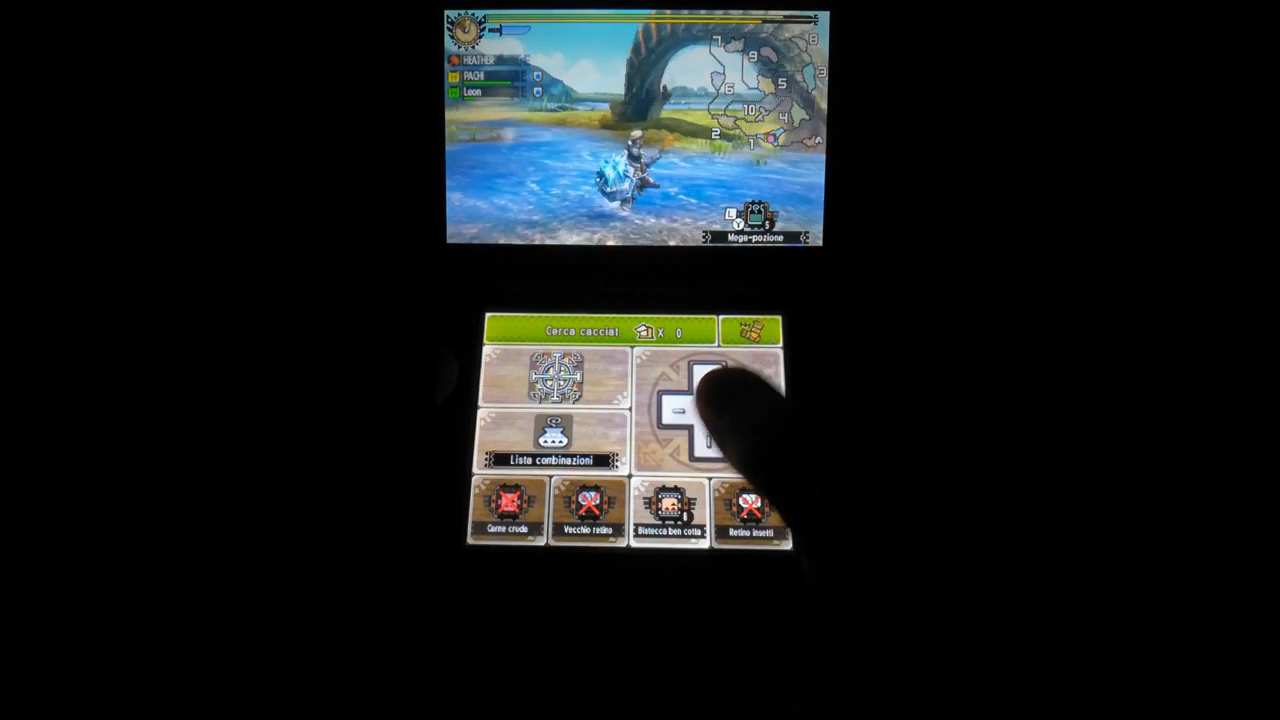 HEATHER
PACHI
Leon
7
8
9
3
5
6
10
4
2
1
L
Y
5
Mega-pozione
Cerca cacciat. X 0
Lista combinazioni
Carne cruda
Vecchio retino
Bistecca ben cotta
Retino insetti